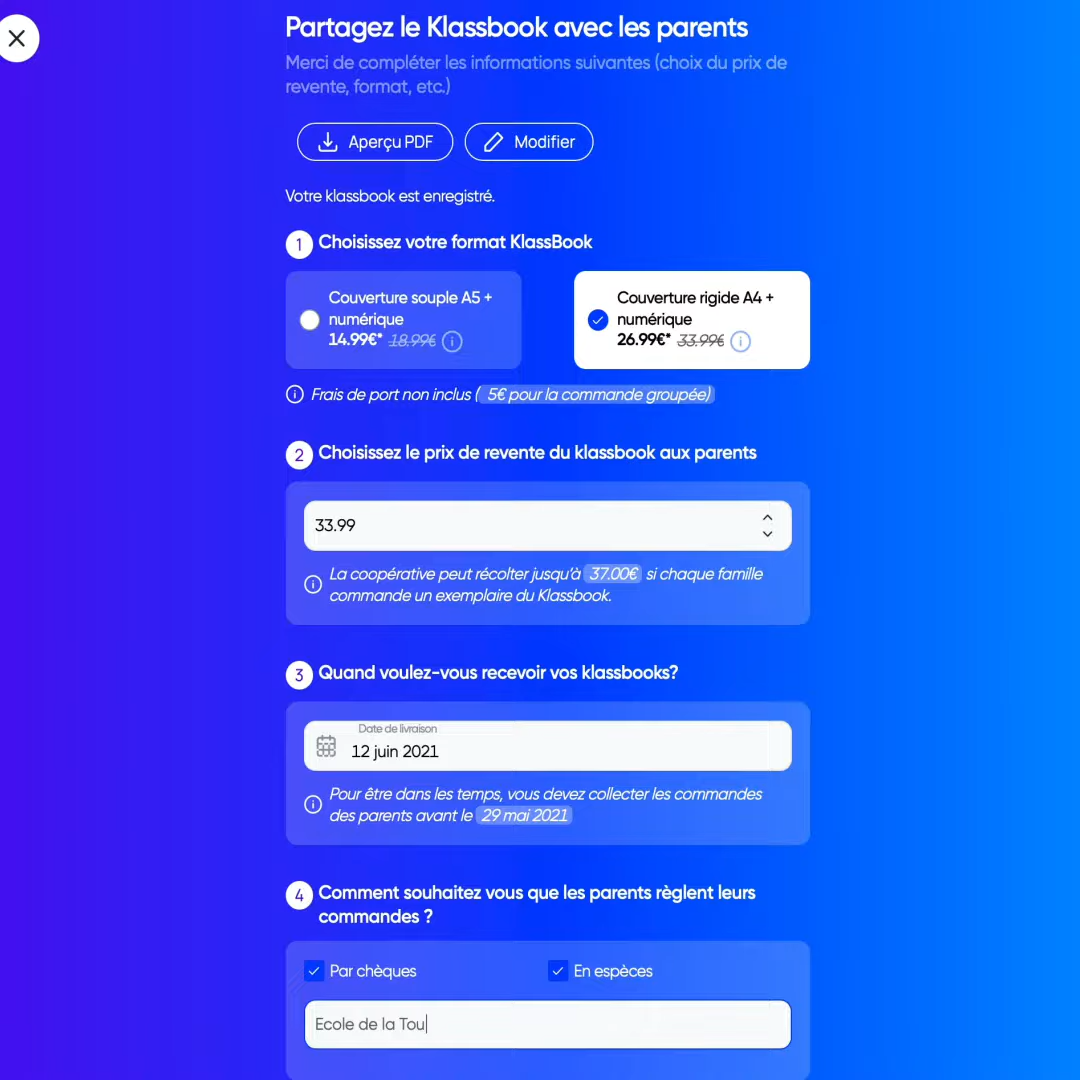 Partagez le Klassbook avec les parents
Merci de compléter les informations suivantes (choix du prix de
revente, format, etc.)
Aperçu PDF
Modifier
Votre klassbook est enregistré.
1 Choisissez votre format KlassBook
Couverture souple A5 +
numérique
14.99€* 18.99€
Couverture rigide A4 +
numérique
26.99€* 33.99€
Frais de port non inclus ( 5€ pour la commande groupée)
2 Choisissez le prix de revente du klassbook aux parents
33.99
La coopérative peut récolter jusqu'à 37.00€ si chaque famille
commande un exemplaire du Klassbook.
3 Quand voulez-vous recevoir vos klassbooks?
Date de livraison
12 juin 2021
Pour être dans les temps, vous devez collecter les commandes
des parents avant le 29 mai 2021
4 Comment souhaitez vous que les parents règlent leurs
commandes ?
Par chèques
En espèces
Ecole de la Tou